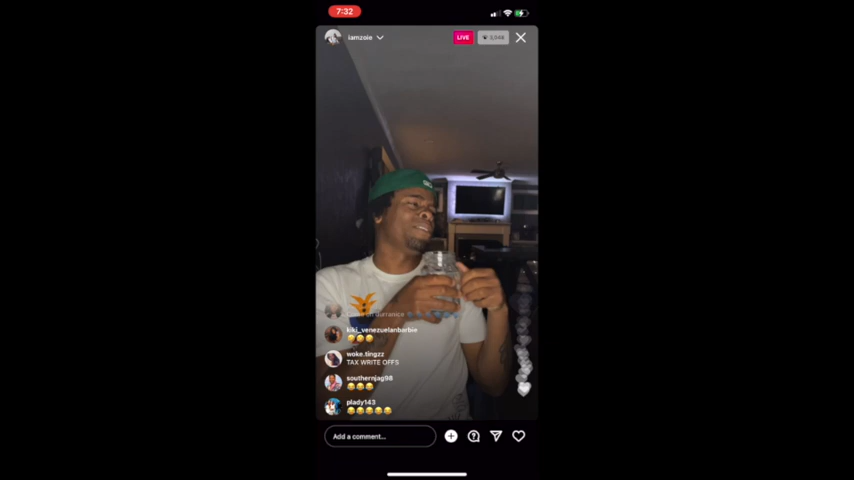 7:32
iamzoie
LIVE
kiki_venezuelanbarbie
woke.tingzz
TAX WRITE OFFS
southernjag98
plady143
Add a comment...